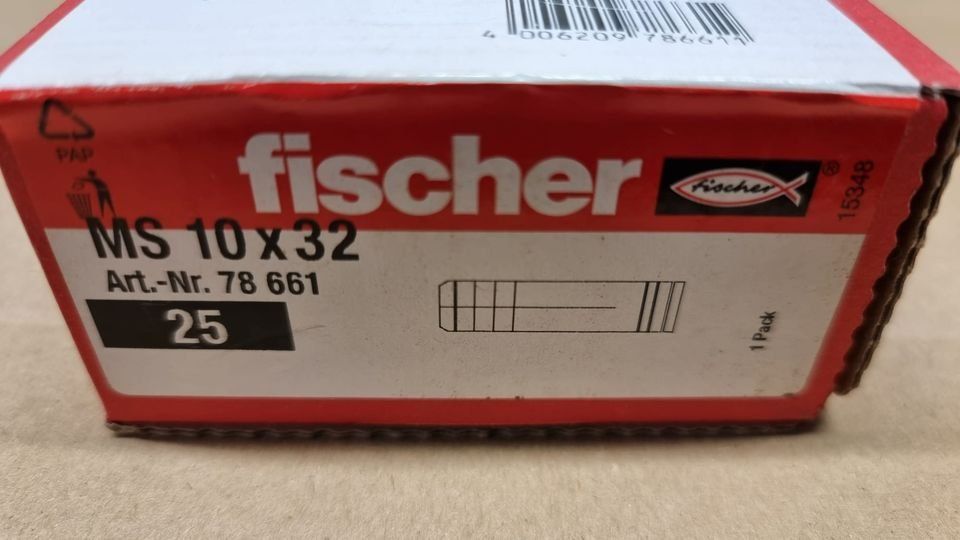 4 006209 786611
PAP
fischer
fischer
®
15348
MS 10 x 32
Art.-Nr. 78 661
25
1 Pack